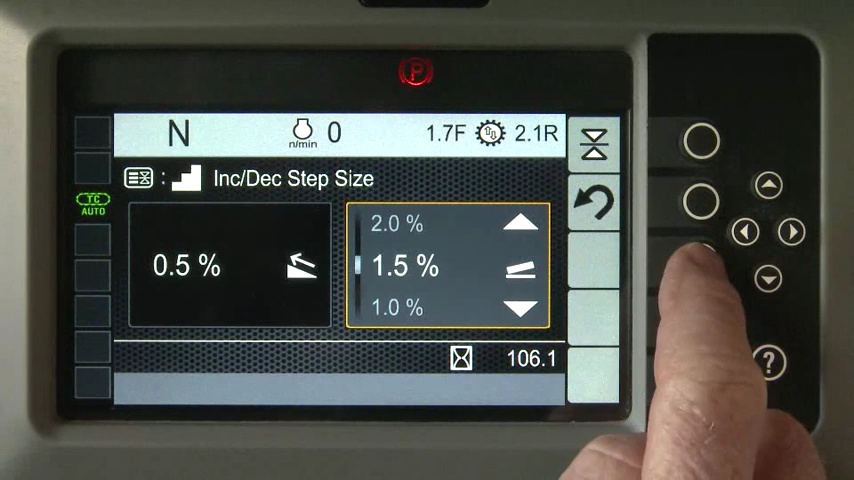 P
N
n/min
0
1.7F
2.1R
TC
AUTO
: Inc/Dec Step Size
0.5 %
2.0 %
1.5 %
1.0 %
106.1
?